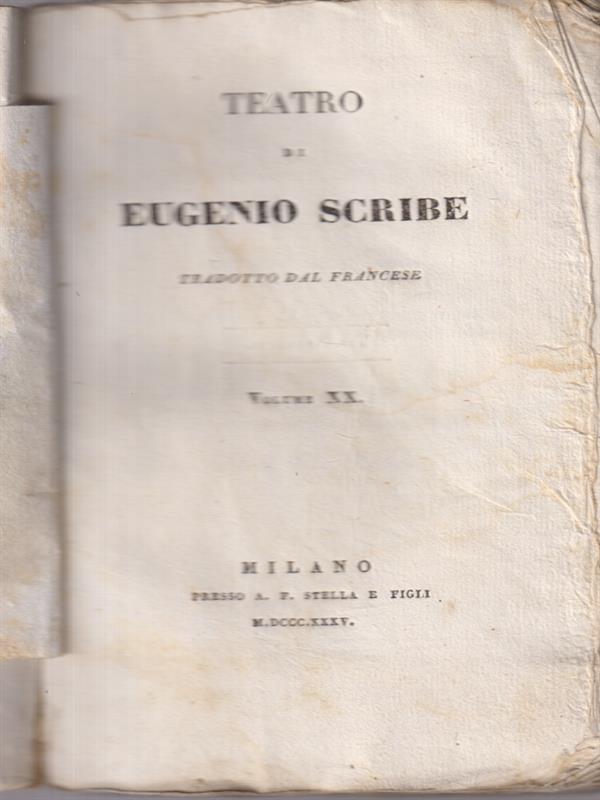 TEATRO
DI
EUGENIO SCRIBE
TRADOTTO DAL FRANCESE
VOLUME XX.
MILANO
PRESSO A. F. STELLA E FIGLI
M.DCCC.XXXV.